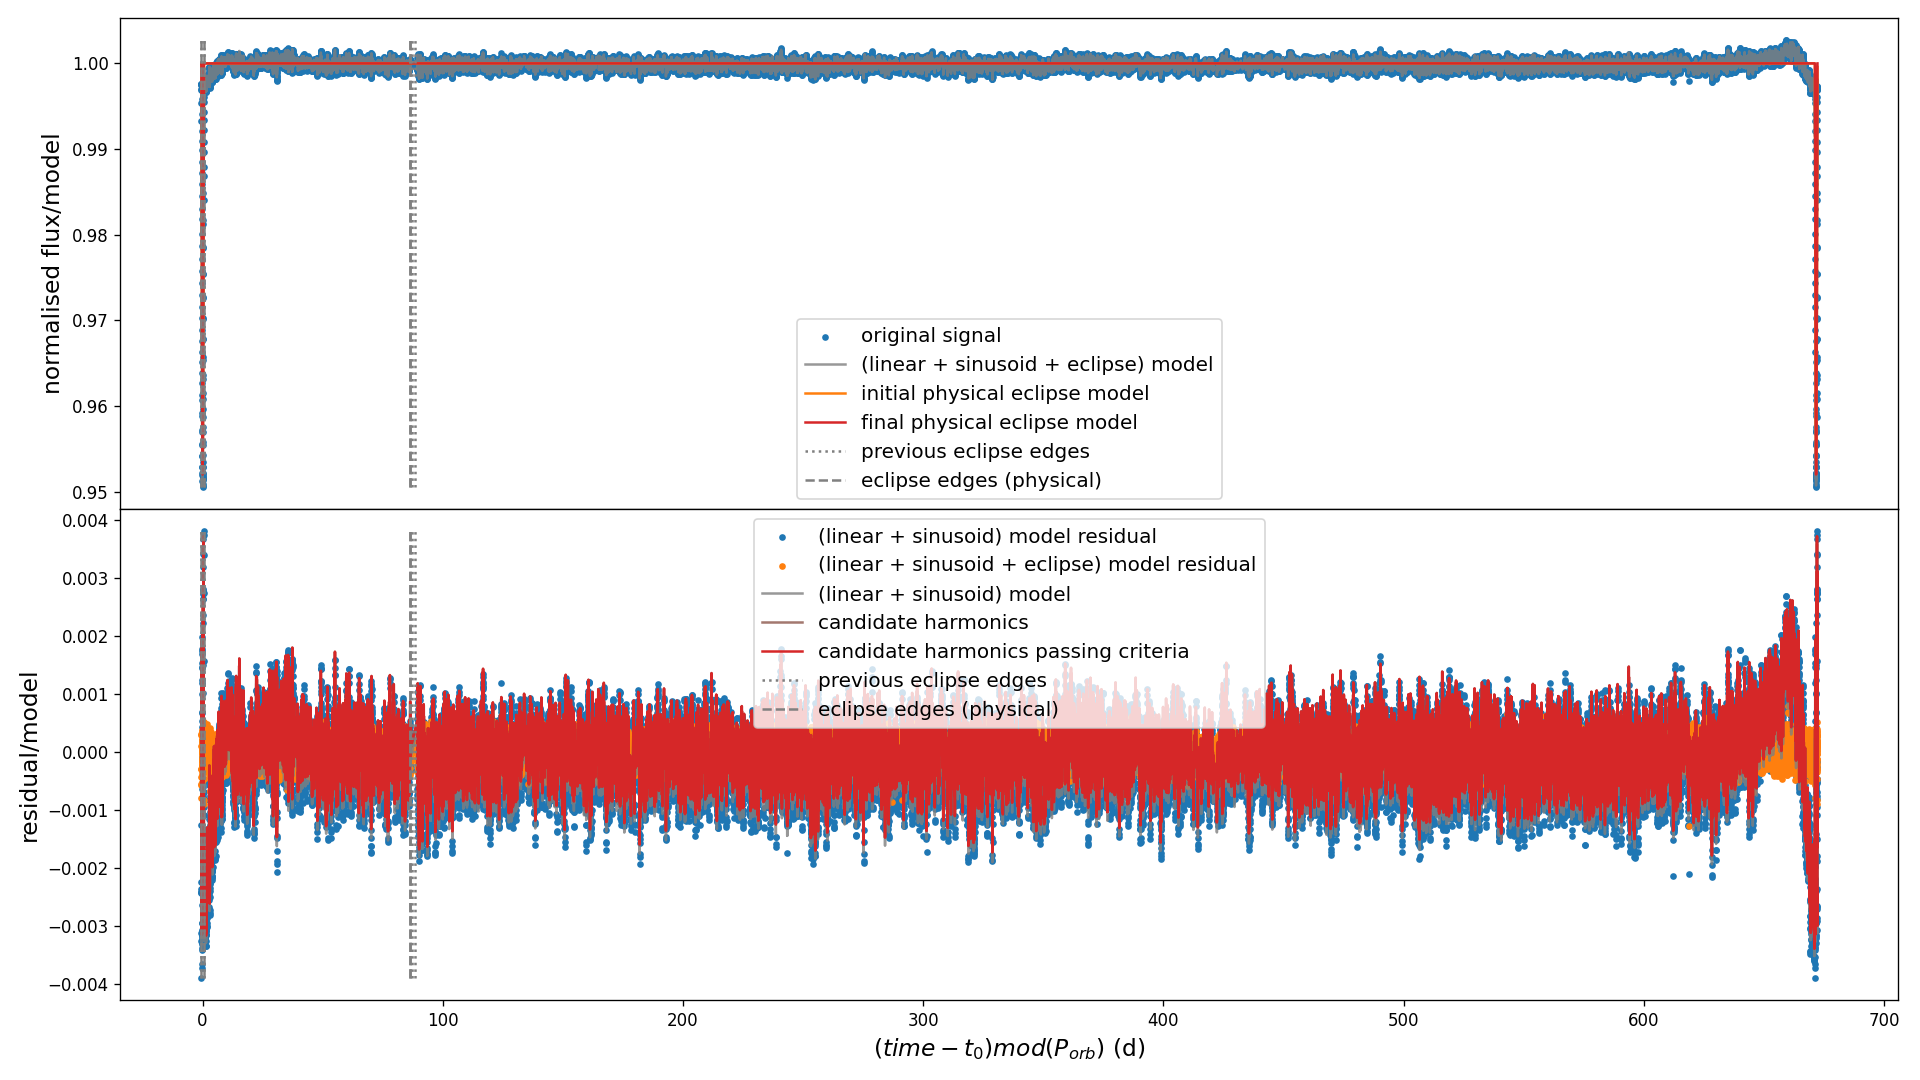 normalised flux/model
1.00
0.99
0.98
0.97
0.96
0.95
original signal
(linear + sinusoid + eclipse) model
initial physical eclipse model
final physical eclipse model
previous eclipse edges
eclipse edges (physical)
residual/model
0.004
0.003
0.002
0.001
0.000
−0.001
−0.002
−0.003
−0.004
(linear + sinusoid) model residual
(linear + sinusoid + eclipse) model residual
(linear + sinusoid) model
candidate harmonics
candidate harmonics passing criteria
previous eclipse edges
eclipse edges (physical)
0 100 200 300 400 500 600 700
(time − t₀)mod(Pₒᵣb) (d)